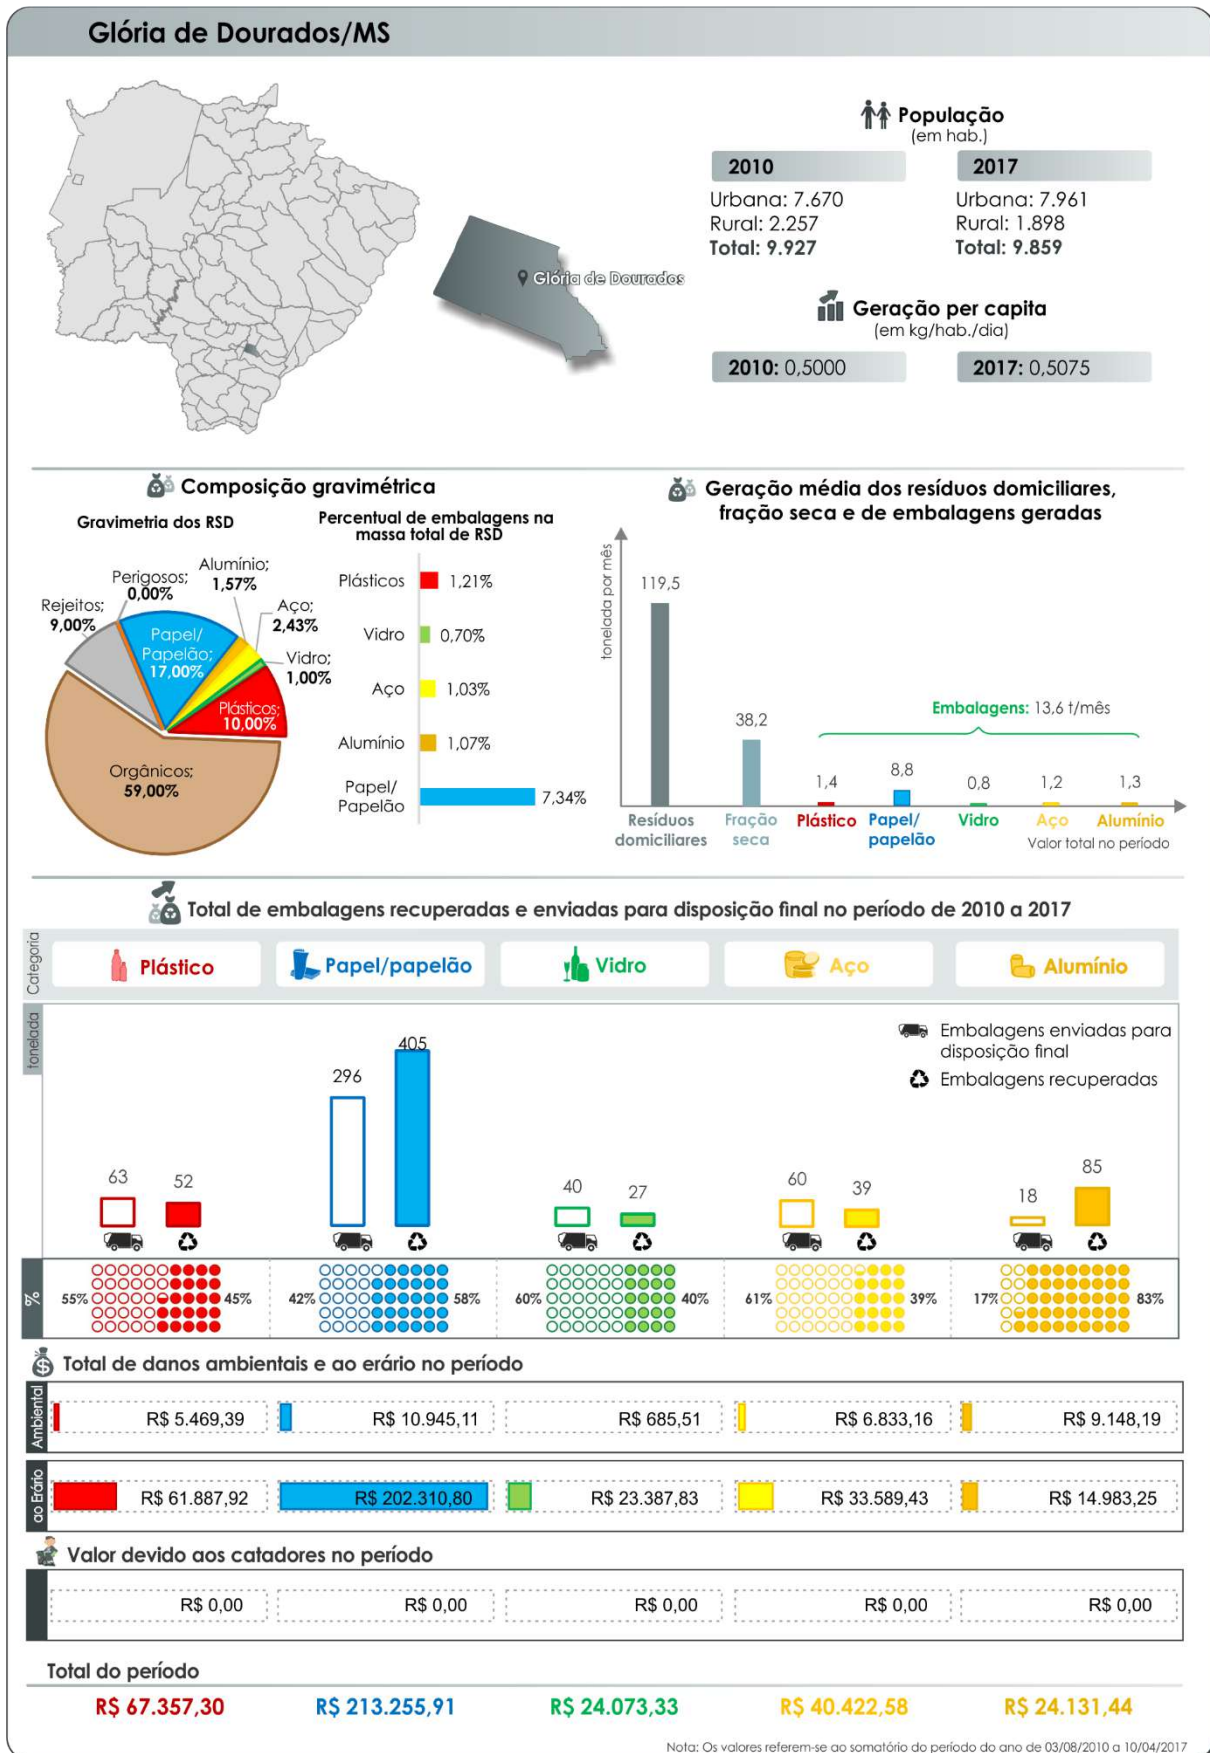 Glória de Dourados/MS
População
(em hab.)
2010
2017
Urbana: 7.670
Rural: 2.257
Total: 9.927
Urbana: 7.961
Rural: 1.898
Total: 9.859
Glória de Dourados
Geração per capita
(em kg/hab./dia)
2010: 0,5000
2017: 0,5075
Composição gravimétrica
Gravimetria dos RSD
Perigosos;
0,00%
Alumínio;
1,57%
Rejeitos;
9,00%
Aço;
2,43%
Papel/
Papelão;
17,00%
Vidro;
1,00%
Plásticos;
10,00%
Orgânicos;
59,00%
Percentual de embalagens na
massa total de RSD
Plásticos
1,21%
Vidro
0,70%
Aço
1,03%
Alumínio
1,07%
Papel/
Papelão
7,34%
Geração média dos resíduos domiciliares,
fração seca e de embalagens geradas
tonelada por mês
119,5
38,2
Embalagens: 13,6 t/mês
1,4
8,8
0,8
1,2
1,3
Resíduos
domiciliares
Fração
seca
Plástico
Papel/
papelão
Vidro
Aço
Alumínio
Valor total no período
Total de embalagens recuperadas e enviadas para disposição final no período de 2010 a 2017
Categoria
Plástico
Papel/papelão
Vidro
Aço
Alumínio
tonelada
Embalagens enviadas para
disposição final
Embalagens recuperadas
63
52
296
405
40
27
60
39
18
85
%
55%
45%
42%
58%
60%
40%
61%
39%
17%
83%
Total de danos ambientais e ao erário no período
Ambiental
R$ 5.469,39
R$ 10.945,11
R$ 685,51
R$ 6.833,16
R$ 9.148,19
ao Erário
R$ 61.887,92
R$ 202.310,80
R$ 23.387,83
R$ 33.589,43
R$ 14.983,25
Valor devido aos catadores no período
R$ 0,00
R$ 0,00
R$ 0,00
R$ 0,00
R$ 0,00
Total do período
R$ 67.357,30
R$ 213.255,91
R$ 24.073,33
R$ 40.422,58
R$ 24.131,44
Nota: Os valores referem-se ao somatório do período do ano de 03/08/2010 a 10/04/2017